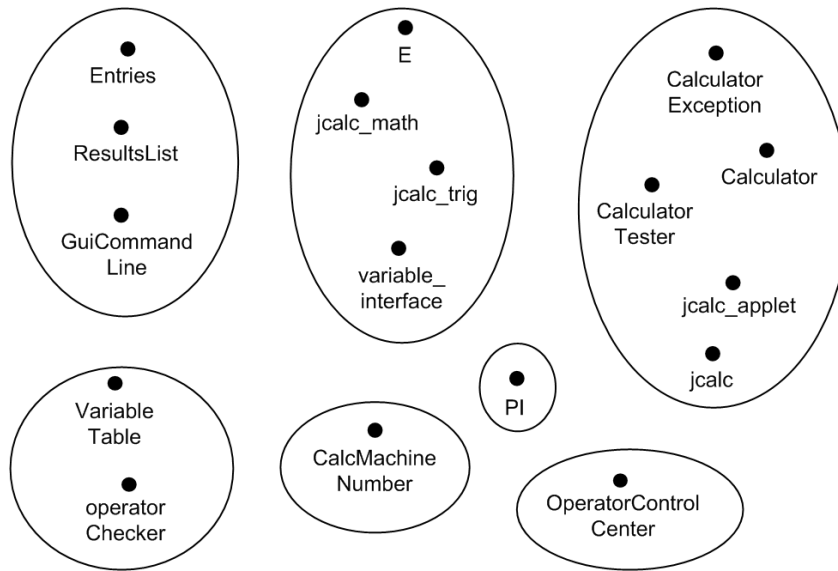 Entries
ResultsList
GuiCommand
Line
E
jcalc_math
jcalc_trig
variable_
interface
Calculator
Exception
Calculator
Calculator
Tester
jcalc_applet
jcalc
Variable
Table
operator
Checker
CalcMachine
Number
PI
OperatorControl
Center